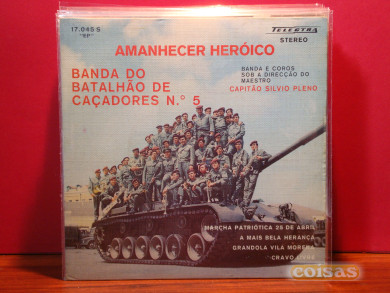 17.045 S
"EP"
TELECTRA
STEREO
AMANHECER HERÓICO
BANDA DO
BATALHÃO DE
CAÇADORES N.º 5
BANDA E COROS
SOB A DIRECÇÃO DO
MAESTRO
CAPITÃO SILVIO PLENO
MARCHA PATRIÓTICA 25 DE ABRIL
A MAIS BELA HERANÇA
GRANDOLA VILA MORENA
CRAVO
coisas